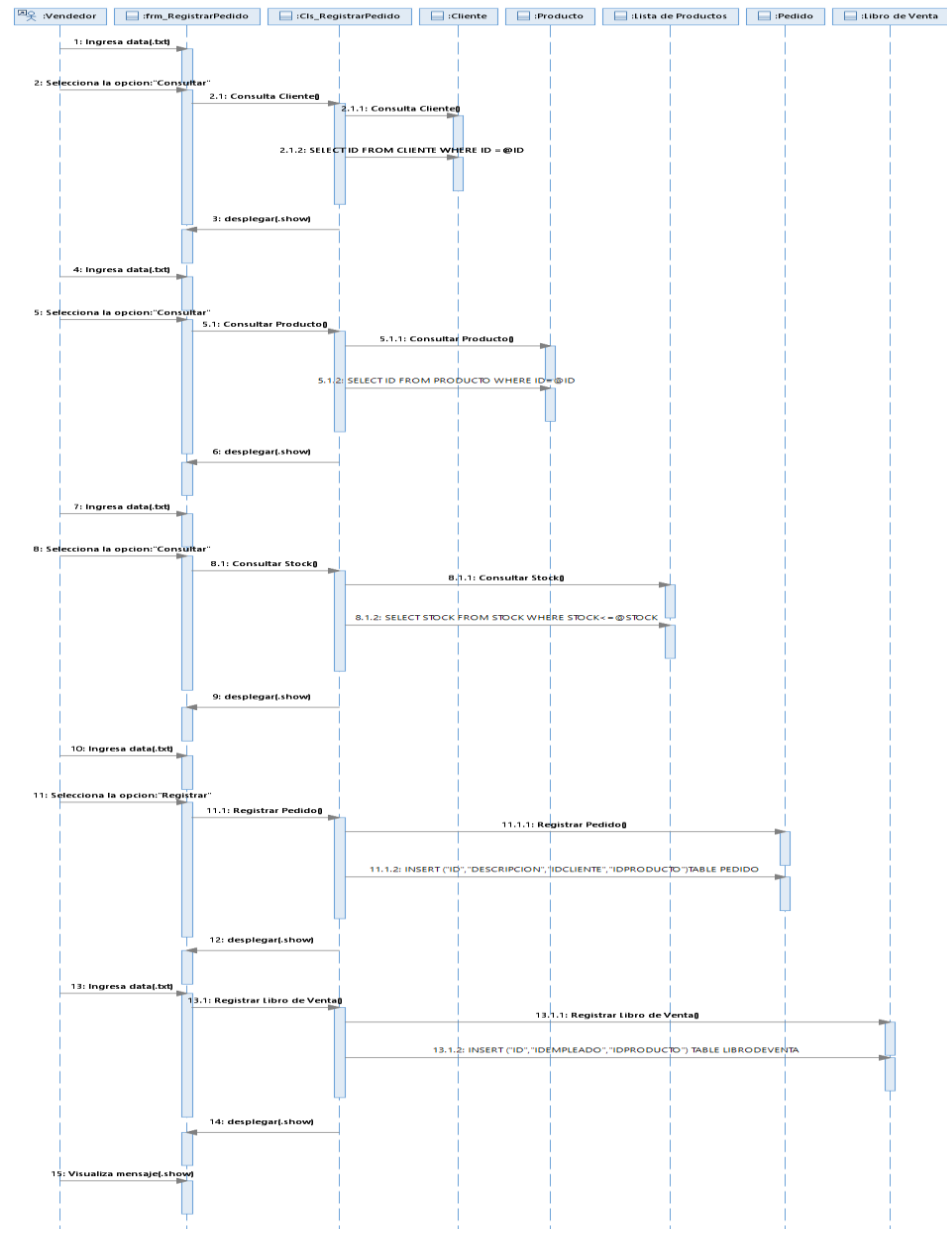 :Vendedor
:frm_RegistrarPedido
:Cls_RegistrarPedido
:Cliente
:Producto
:Lista de Productos
:Pedido
:Libro de Venta
1: Ingresa data(.txt)
2: Selecciona la opcion:"Consultar"
2.1: Consulta Cliente()
2.1.1: Consulta Cliente()
2.1.2: SELECT ID FROM CLIENTE WHERE ID =@ID
3: desplegar(.show)
4: Ingresa data(.txt)
5: Selecciona la opcion:"Consultar"
5.1: Consultar Producto()
5.1.1: Consultar Producto()
5.1.2: SELECT ID FROM PRODUCTO WHERE ID=@ID
6: desplegar(.show)
7: Ingresa data(.txt)
8: Selecciona la opcion:"Consultar"
8.1: Consultar Stock()
8.1.1: Consultar Stock()
8.1.2: SELECT STOCK FROM STOCK WHERE STOCK<=@STOCK
9: desplegar(.show)
10: Ingresa data(.txt)
11: Selecciona la opcion:"Registrar"
11.1: Registrar Pedido()
11.1.1: Registrar Pedido()
11.1.2: INSERT ("ID","DESCRIPCION","IDCLIENTE","IDPRODUCTO")TABLE PEDIDO
12: desplegar(.show)
13: Ingresa data(.txt)
13.1: Registrar Libro de Venta()
13.1.1: Registrar Libro de Venta()
13.1.2: INSERT ("ID","IDEMPLEADO","IDPRODUCTO") TABLE LIBRODEVENTA
14: desplegar(.show)
15: Visualiza mensaje(.show)